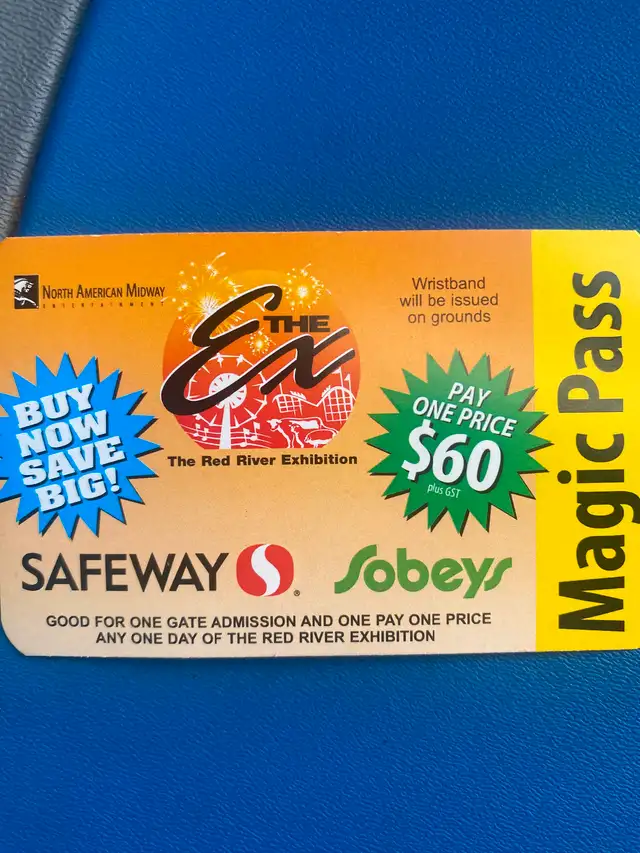 NORTH AMERICAN MIDWAY
ENTERTAINMENT
THE
Ex
The Red River Exhibition
Wristband
will be issued
on grounds
BUY
NOW
SAVE
BIG!
PAY
ONE PRICE
$60
plus GST
SAFEWAY
®
Sobeys
GOOD FOR ONE GATE ADMISSION AND ONE PAY ONE PRICE
ANY ONE DAY OF THE RED RIVER EXHIBITION
Magic Pass